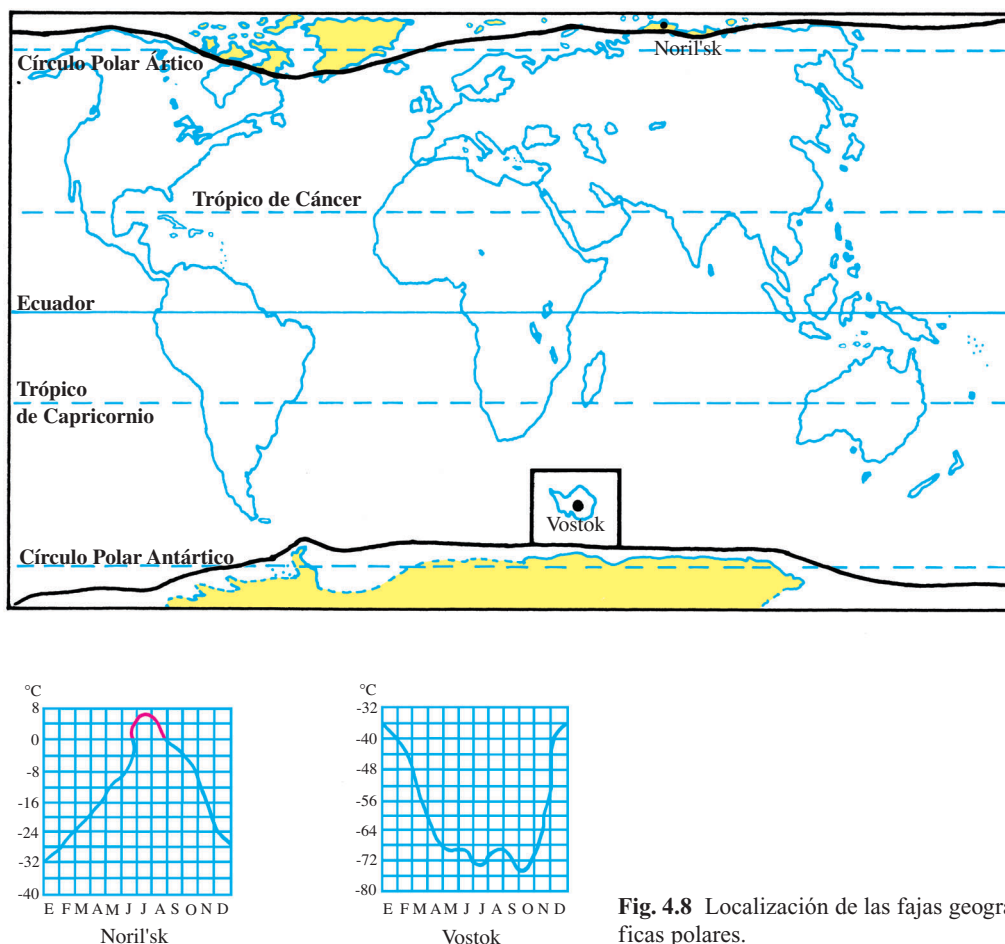 Noril'sk
Círculo Polar Ártico
Trópico de Cáncer
Ecuador
Trópico
de Capricornio
Vostok
Círculo Polar Antártico
°C
8
0
-8
-16
-24
-32
-40
E F M A M J J A S O N D
Noril'sk
°C
-32
-40
-48
-56
-64
-72
-80
E F M A M J J A S O N D
Vostok
Fig. 4.8 Localización de las fajas geográ
ficas polares.